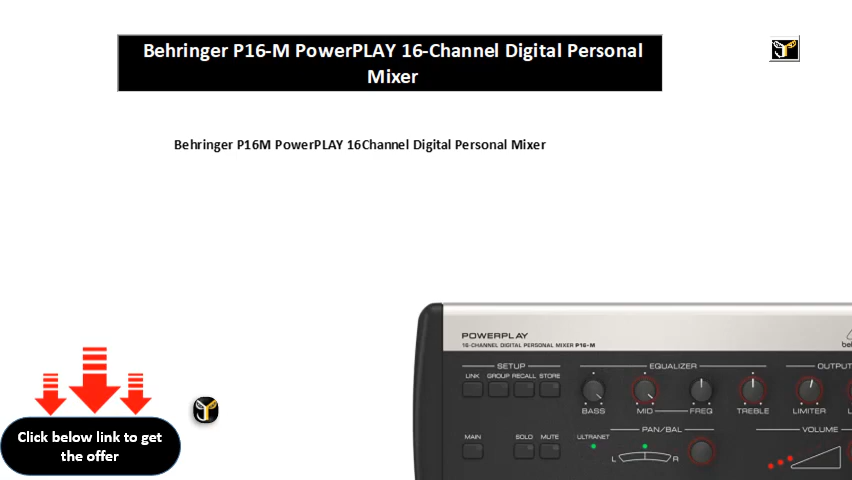 Behringer P16-M PowerPLAY 16-Channel Digital Personal
Mixer
Behringer P16M PowerPLAY 16Channel Digital Personal Mixer
POWERPLAY
16-CHANNEL DIGITAL PERSONAL MIXER P16-M
SETUP EQUALIZER OUTPUT
LINK GROUP RECALL STORE
BASS MID FREQ TREBLE LIMITER
PAN/BAL VOLUME
MAIN SOLO MUTE ULTRANET
L R
Click below link to get
the offer